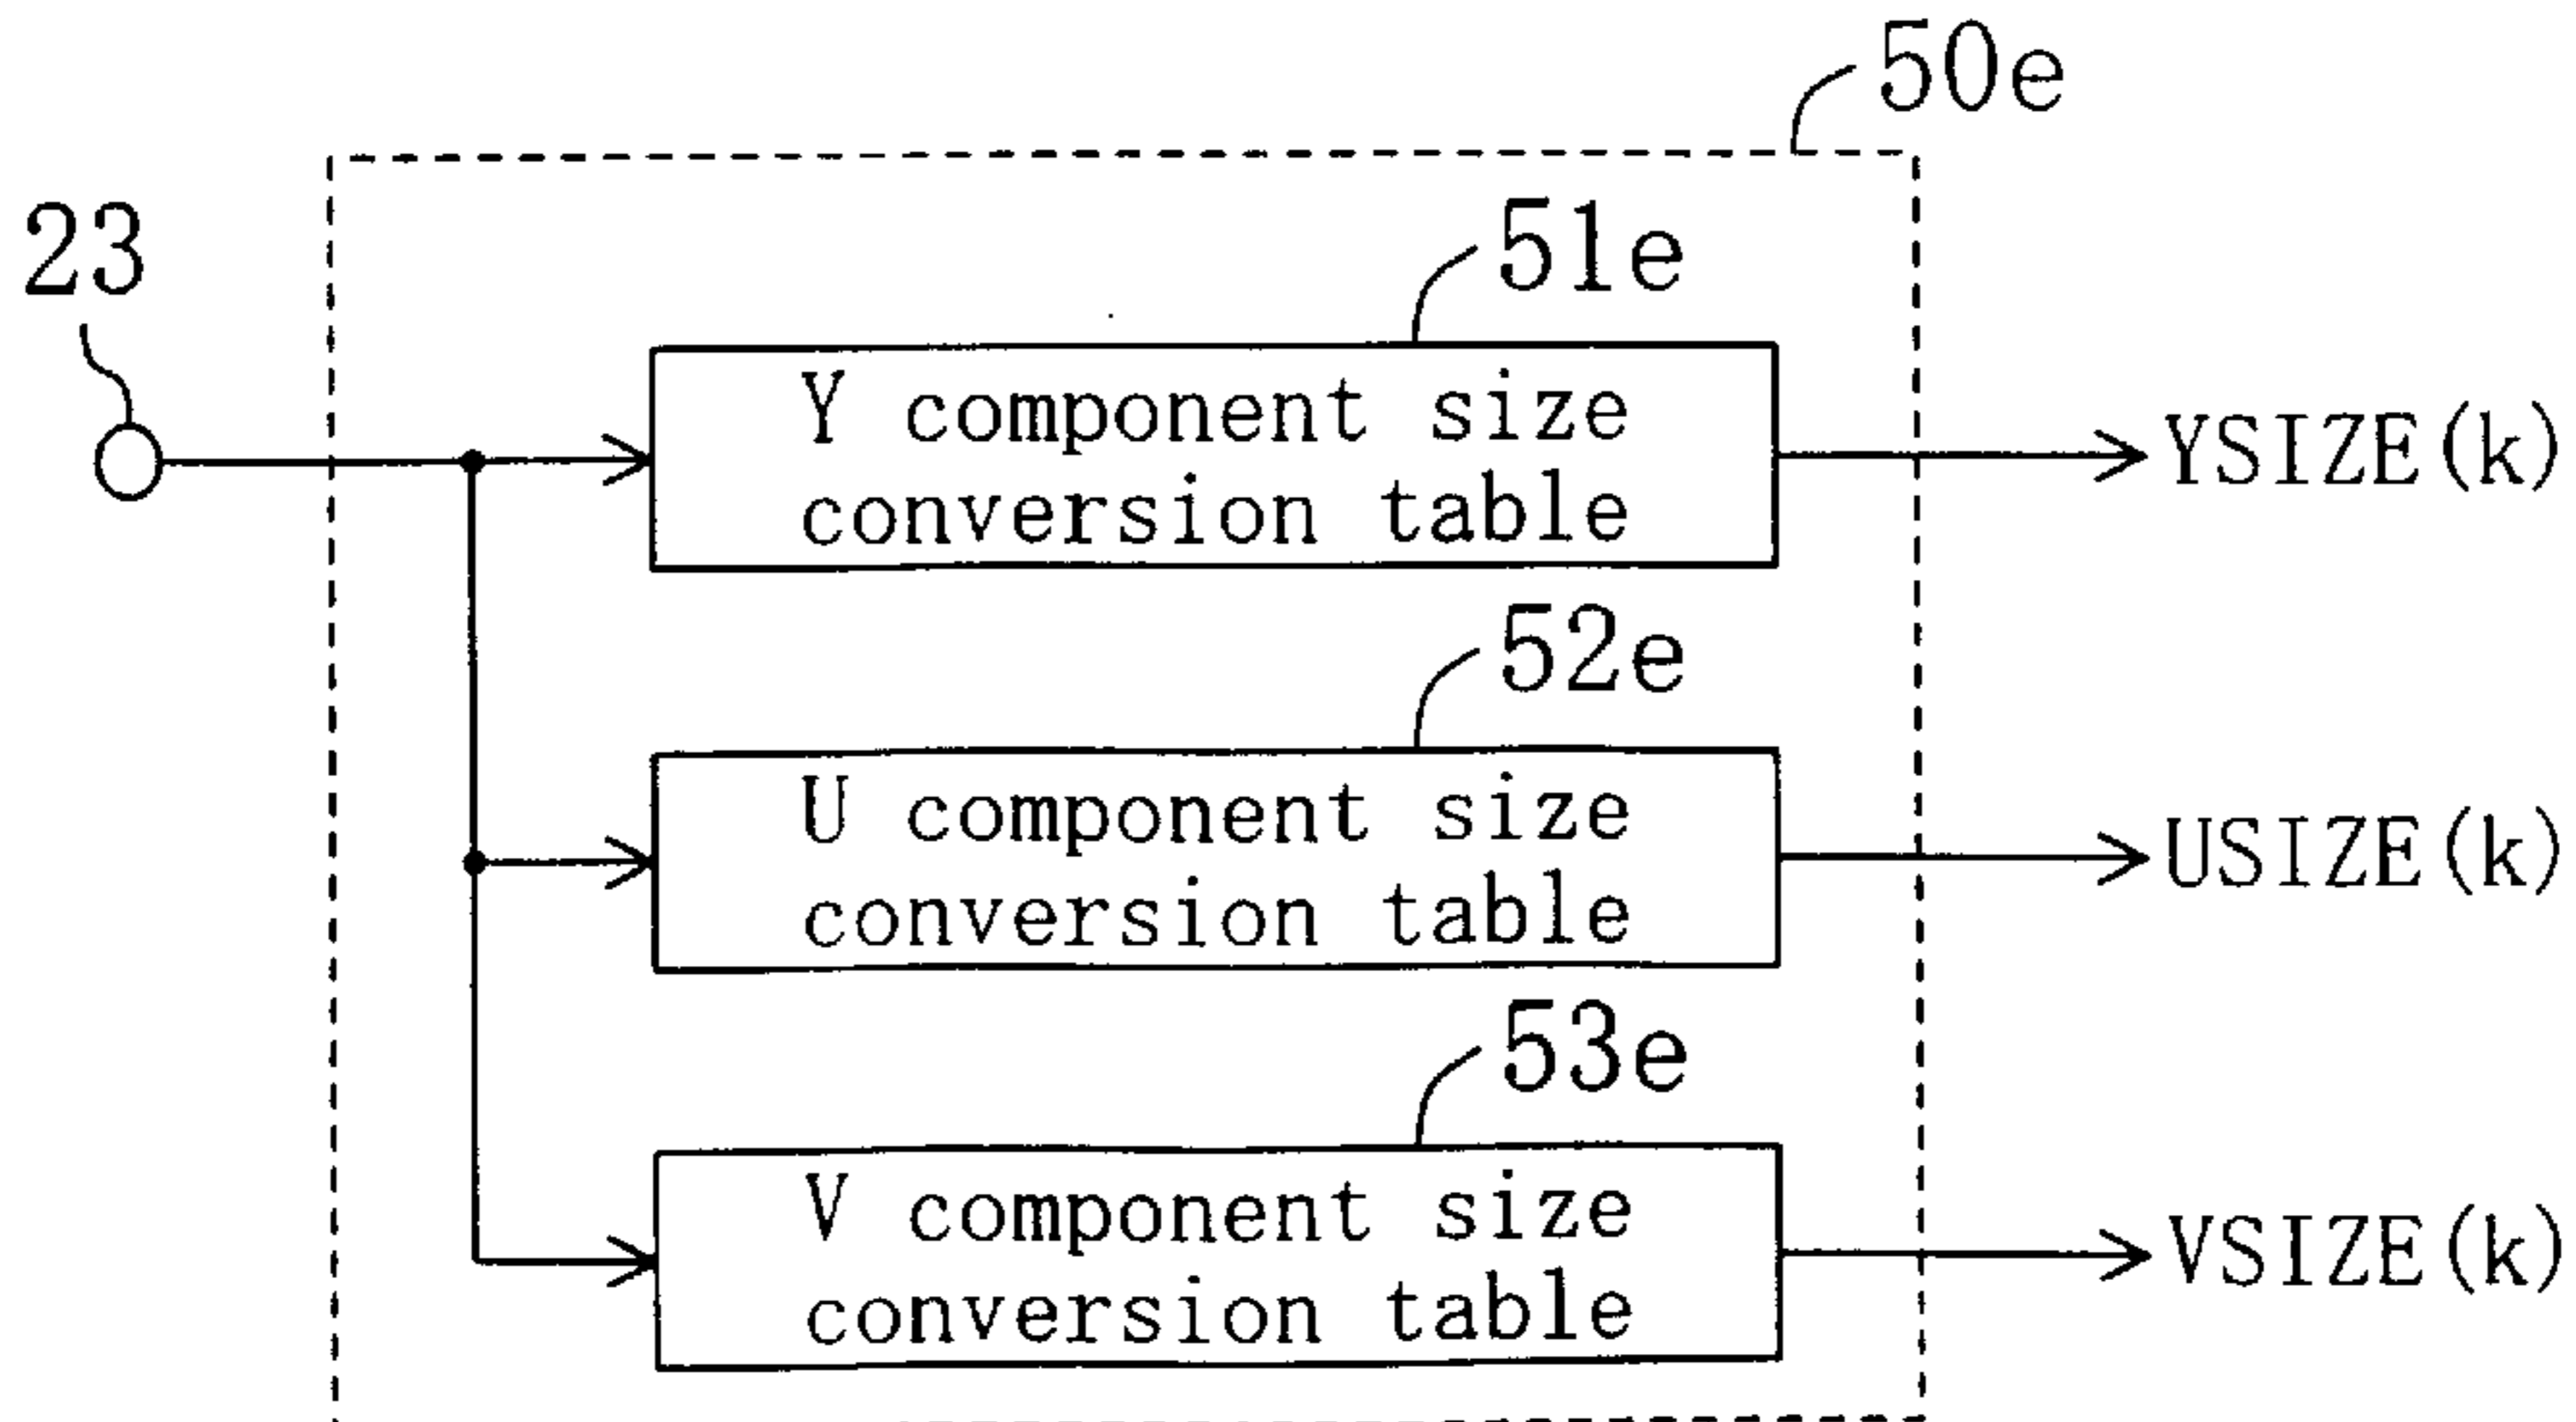 50e
23
51e
Y component size
conversion table
YSIZE(k)
52e
U component size
conversion table
USIZE(k)
53e
V component size
conversion table
VSIZE(k)